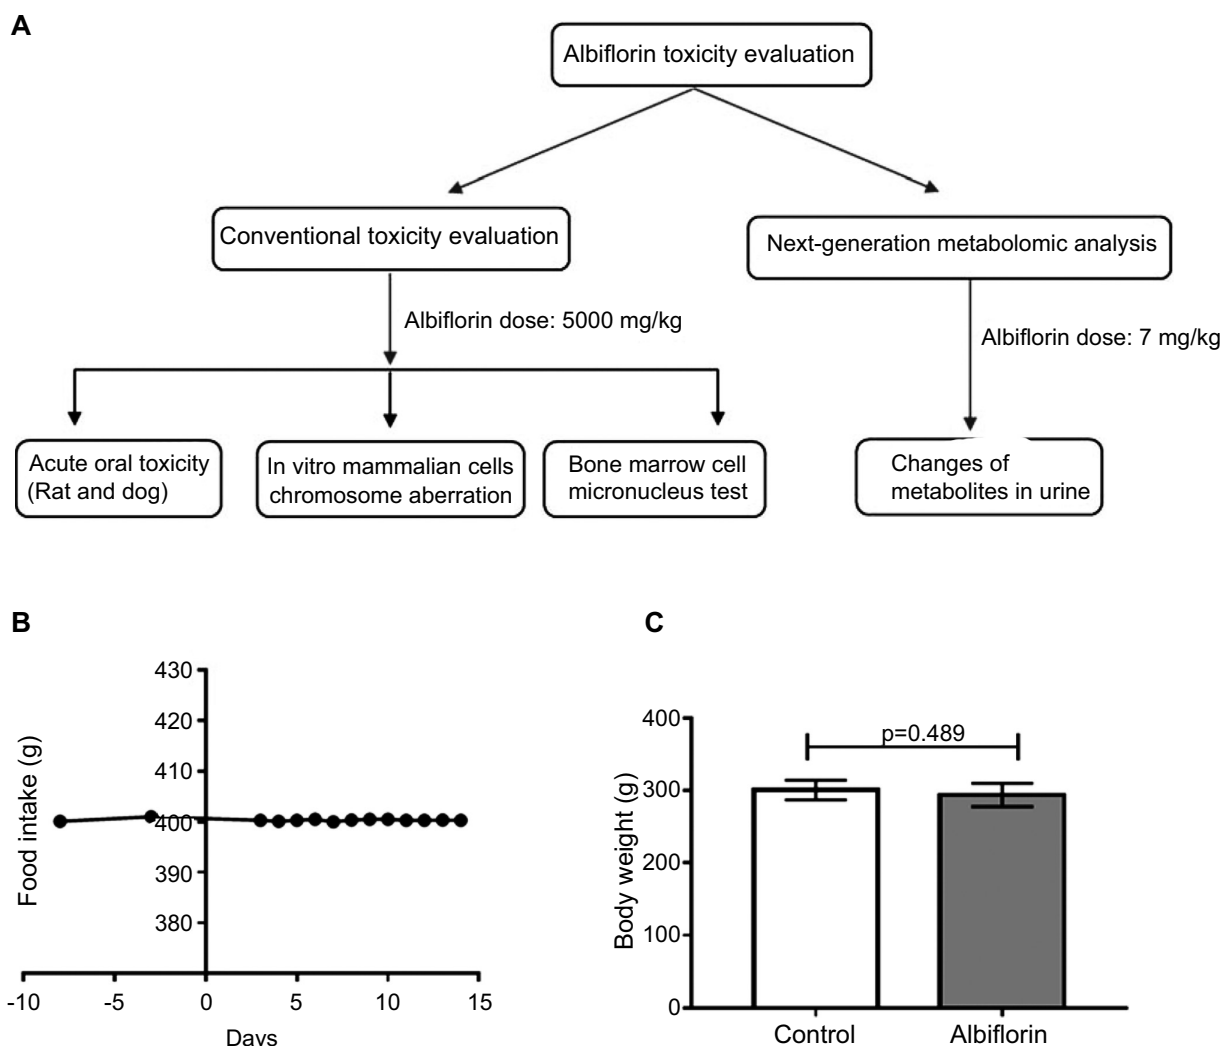 A
Albiflorin toxicity evaluation
Conventional toxicity evaluation
Next-generation metabolomic analysis
Albiflorin dose: 5000 mg/kg
Albiflorin dose: 7 mg/kg
Acute oral toxicity
(Rat and dog)
In vitro mammalian cells
chromosome aberration
Bone marrow cell
micronucleus test
Changes of
metabolites in urine
B
Food intake (g)
430
420
410
400
390
380
-10
-5
0
5
10
15
Days
C
Body weight (g)
400
300
200
100
0
p=0.489
Control
Albiflorin